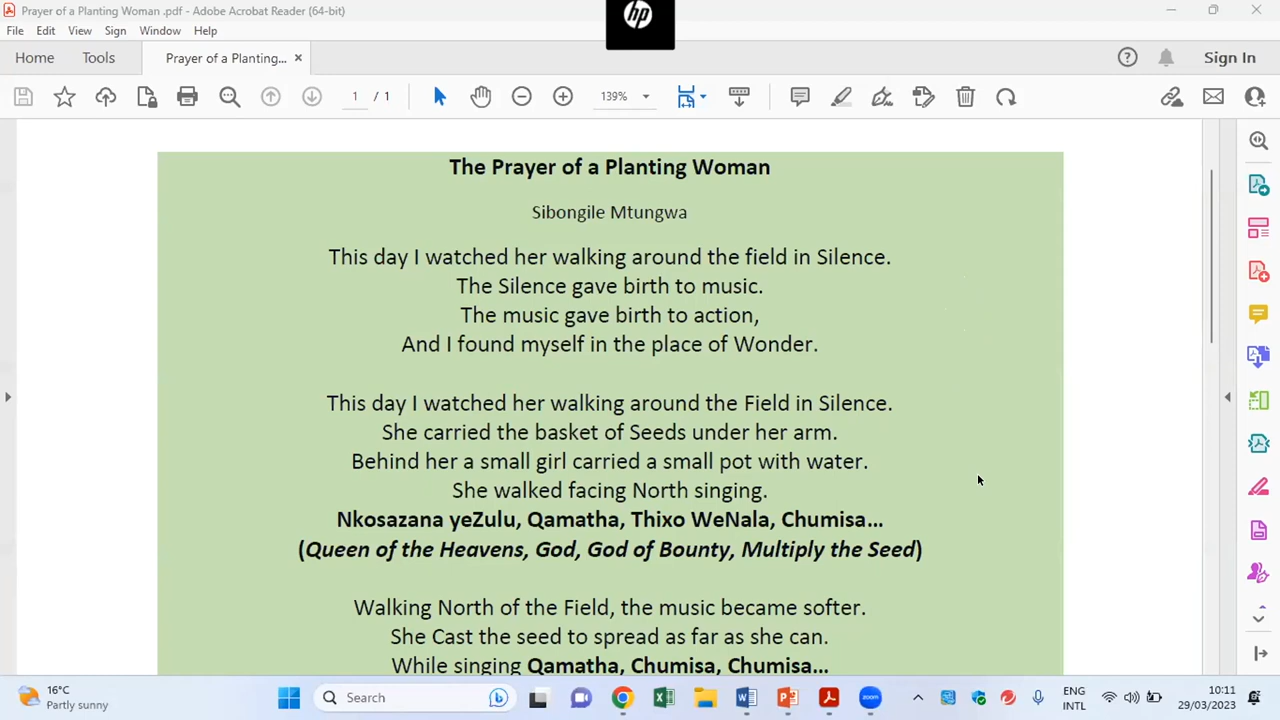 Prayer of a Planting Woman .pdf - Adobe Acrobat Reader (64-bit)
hp
File Edit View Sign Window Help
Home Tools Prayer of a Planting... × Sign In
1 / 1 139%
The Prayer of a Planting Woman
Sibongile Mtungwa
This day I watched her walking around the field in Silence.
The Silence gave birth to music.
The music gave birth to action,
And I found myself in the place of Wonder.
This day I watched her walking around the Field in Silence.
She carried the basket of Seeds under her arm.
Behind her a small girl carried a small pot with water.
She walked facing North singing.
Nkosazana yeZulu, Qamatha, Thixo WeNala, Chumisa...
(Queen of the Heavens, God, God of Bounty, Multiply the Seed)
Walking North of the Field, the music became softer.
She Cast the seed to spread as far as she can.
While singing Qamatha, Chumisa, Chumisa...
16°C
Partly sunny
Search
zoom
ENG
INTL
10:11
29/03/2023